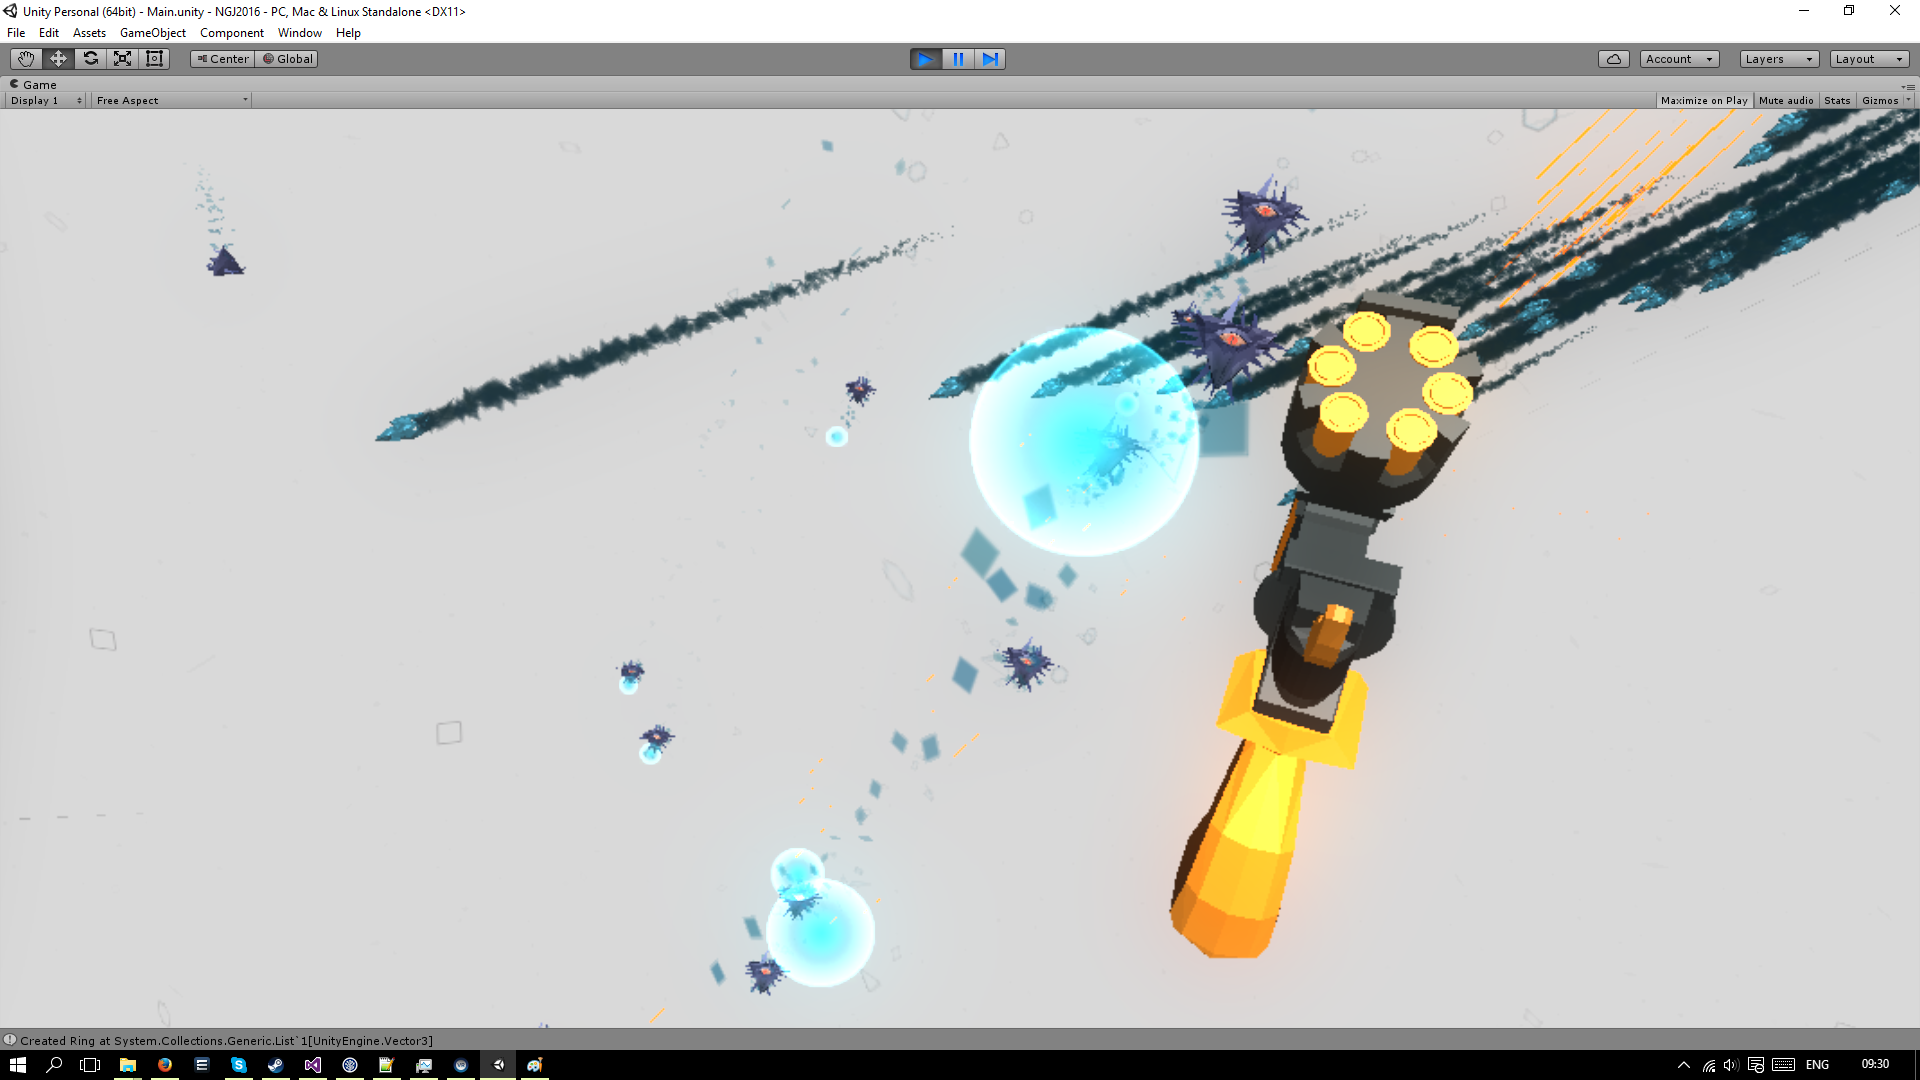 Unity Personal (64bit) - Main.unity - NGJ2016 - PC, Mac & Linux Standalone <DX11>
File Edit Assets GameObject Component Window Help
Center Global Account Layers Layout
Game
Display 1 Free Aspect Maximize on Play Mute audio Stats Gizmos
Created Ring at System.Collections.Generic.List`1[UnityEngine.Vector3]
ENG 09:30